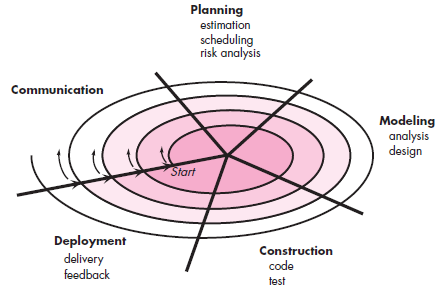 Planning
estimation
scheduling
risk analysis
Communication
Modeling
analysis
design
Start
Deployment
delivery
feedback
Construction
code
test